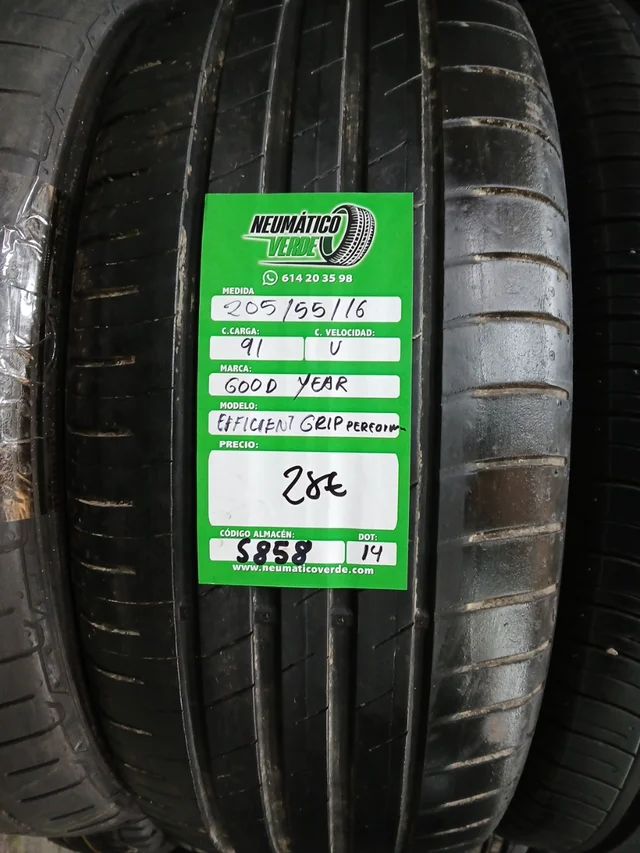 NEUMÁTICO
VERDE
614 20 35 98
MEDIDA
205/55/16
C.CARGA: C. VELOCIDAD:
91 V
MARCA:
GOOD YEAR
MODELO:
EFFICIENT GRIP PERFORM
PRECIO:
28€
CÓDIGO ALMACÉN: DOT:
S858 14
www.neumaticoverde.com